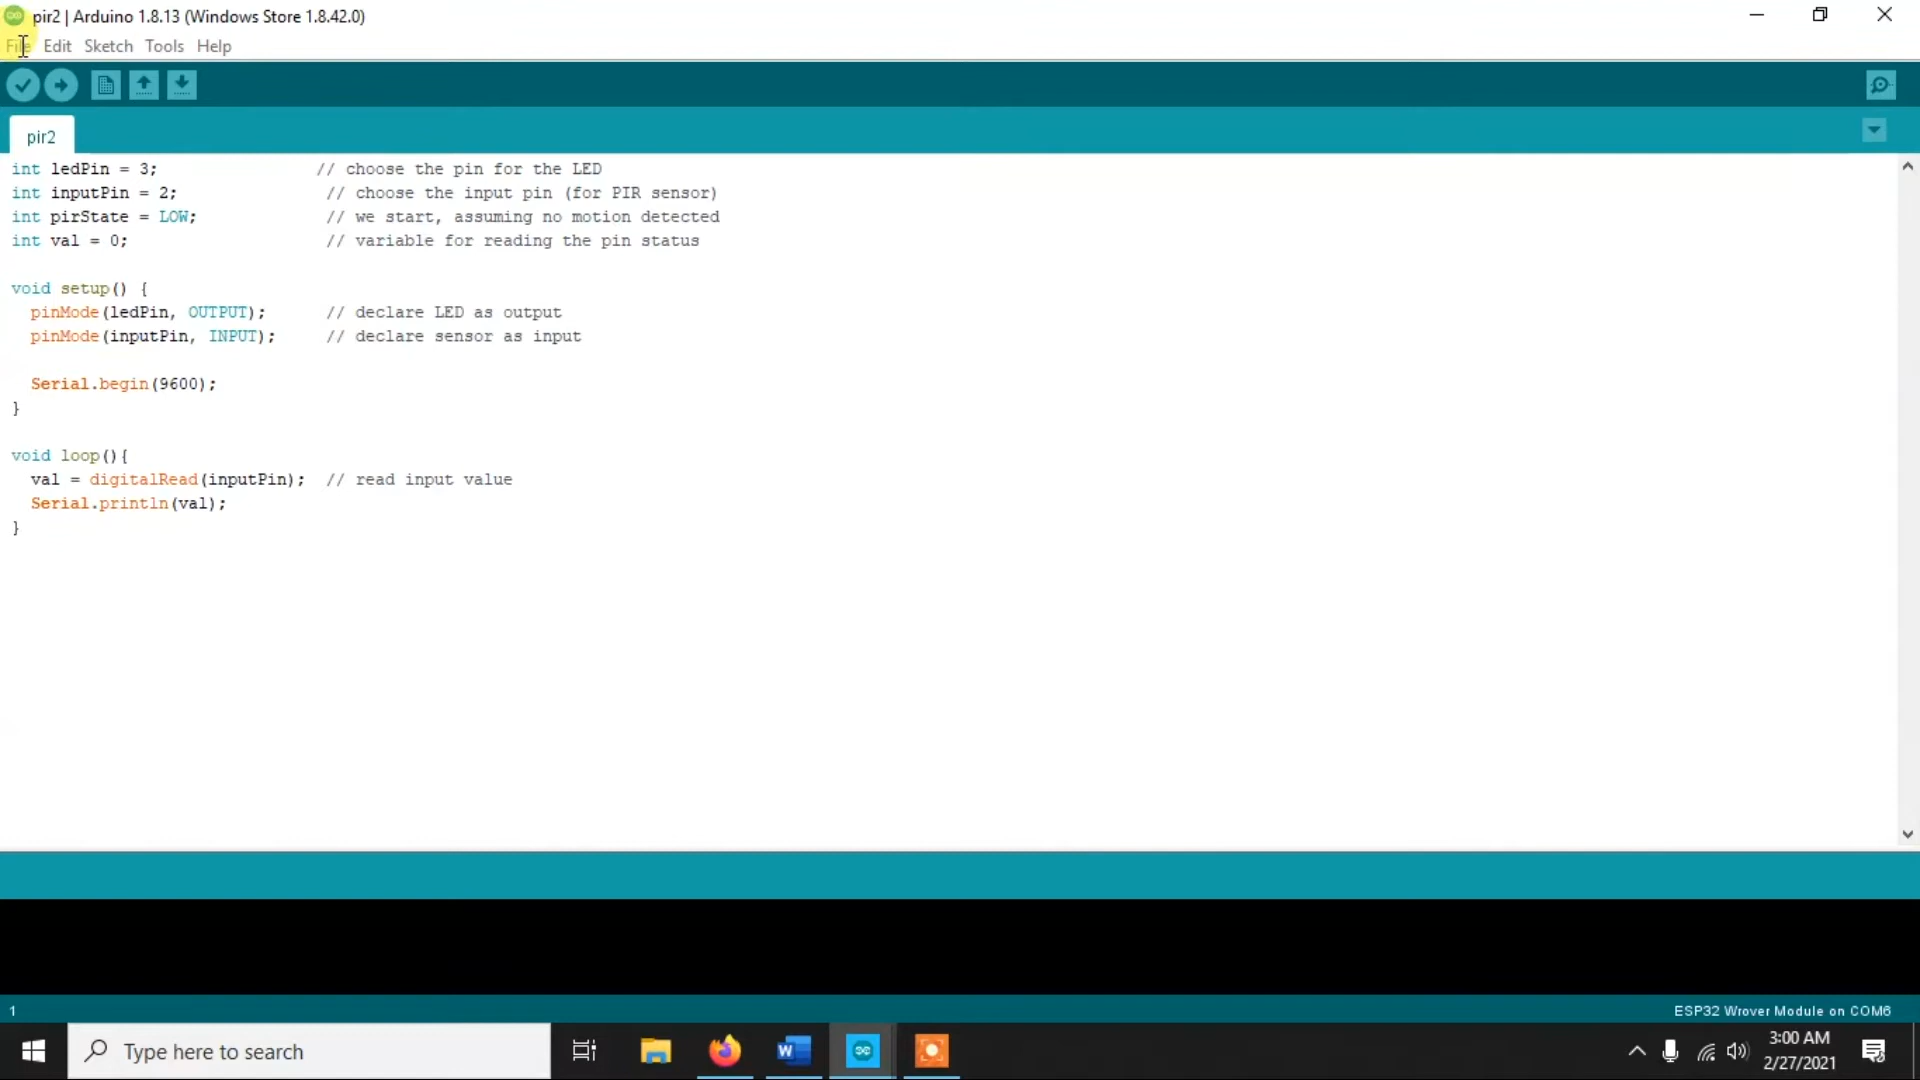 pir2 | Arduino 1.8.13 (Windows Store 1.8.42.0)
File Edit Sketch Tools Help
pir2
int ledPin = 3;                // choose the pin for the LED
int inputPin = 2;               // choose the input pin (for PIR sensor)
int pirState = LOW;             // we start, assuming no motion detected
int val = 0;                    // variable for reading the pin status
void setup() {
  pinMode(ledPin, OUTPUT);      // declare LED as output
  pinMode(inputPin, INPUT);     // declare sensor as input
  Serial.begin(9600);
}
void loop(){
  val = digitalRead(inputPin);  // read input value
  Serial.println(val);
}
1
ESP32 Wrover Module on COM6
Type here to search
3:00 AM
2/27/2021